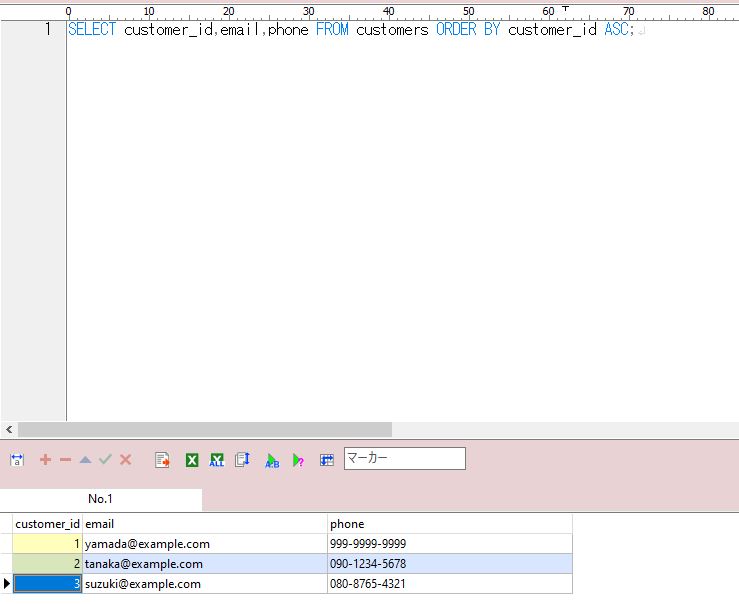 0 10 20 30 40 50 60 70 80
1 SELECT customer_id,email,phone FROM customers ORDER BY customer_id ASC;
a ALL A:B ? マーカー
No.1
customer_id email phone
1 yamada@example.com 999-9999-9999
2 tanaka@example.com 090-1234-5678
3 suzuki@example.com 080-8765-4321